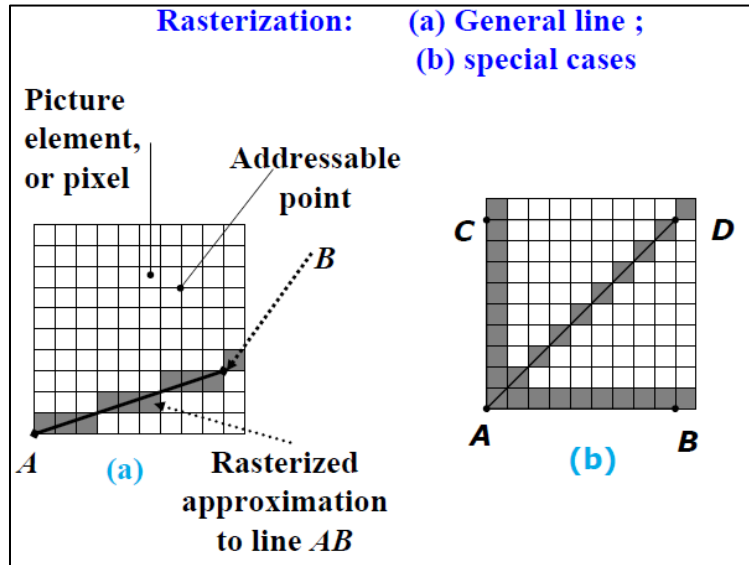 Rasterization: (a) General line ;
(b) special cases
Picture
element,
or pixel
Addressable
point
B
A
(a)
Rasterized
approximation
to line AB
C
D
A
B
(b)